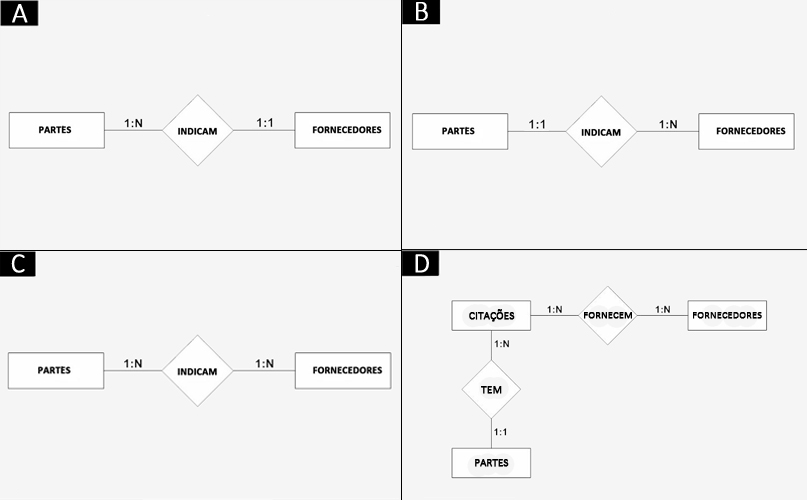 A
PARTES 1:N INDICAM 1:1 FORNECEDORES
B
PARTES 1:1 INDICAM 1:N FORNECEDORES
C
PARTES 1:N INDICAM 1:N FORNECEDORES
D
CITAÇÕES 1:N FORNECEM 1:N FORNECEDORES
1:N
TEM
1:1
PARTES